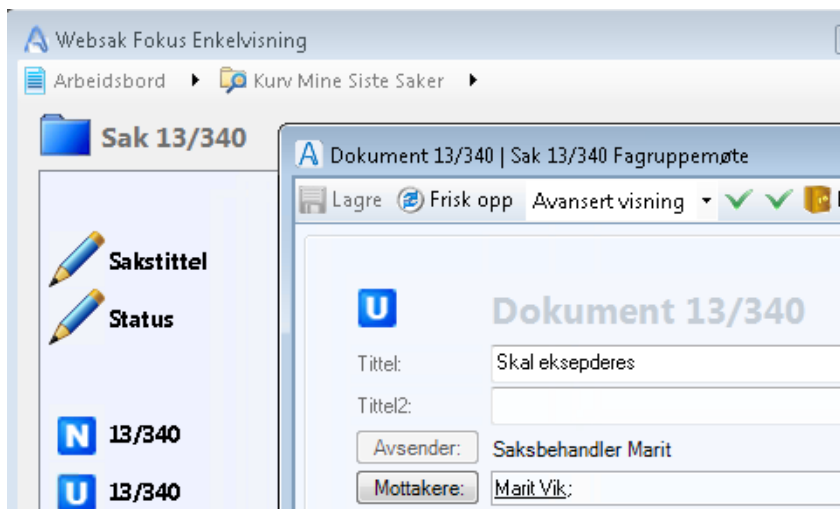 Websak Fokus Enkelvisning
Arbeidsbord Kurv Mine Siste Saker
Sak 13/340
Dokument 13/340 | Sak 13/340 Fagruppemøte
Lagre Frisk opp Avansert visning
Sakstittel
Status
U Dokument 13/340
Tittel: Skal eksepderes
Tittel2:
N 13/340
Avsender: Saksbehandler Marit
U 13/340
Mottakere: Marit Vik;